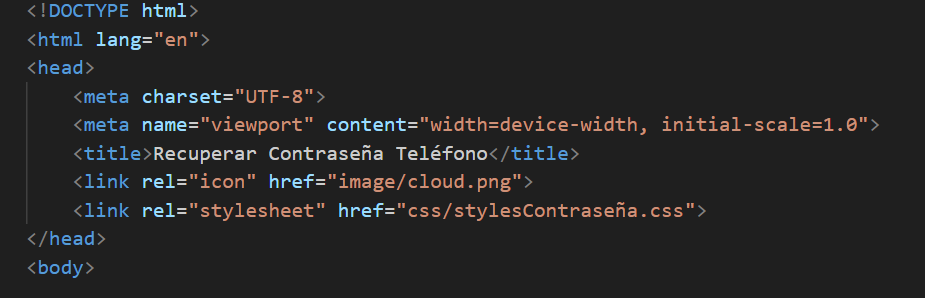 <!DOCTYPE html>
<html lang="en">
<head>
    <meta charset="UTF-8">
    <meta name="viewport" content="width=device-width, initial-scale=1.0">
    <title>Recuperar Contraseña Teléfono</title>
    <link rel="icon" href="image/cloud.png">
    <link rel="stylesheet" href="css/stylesContraseña.css">
</head>
<body>